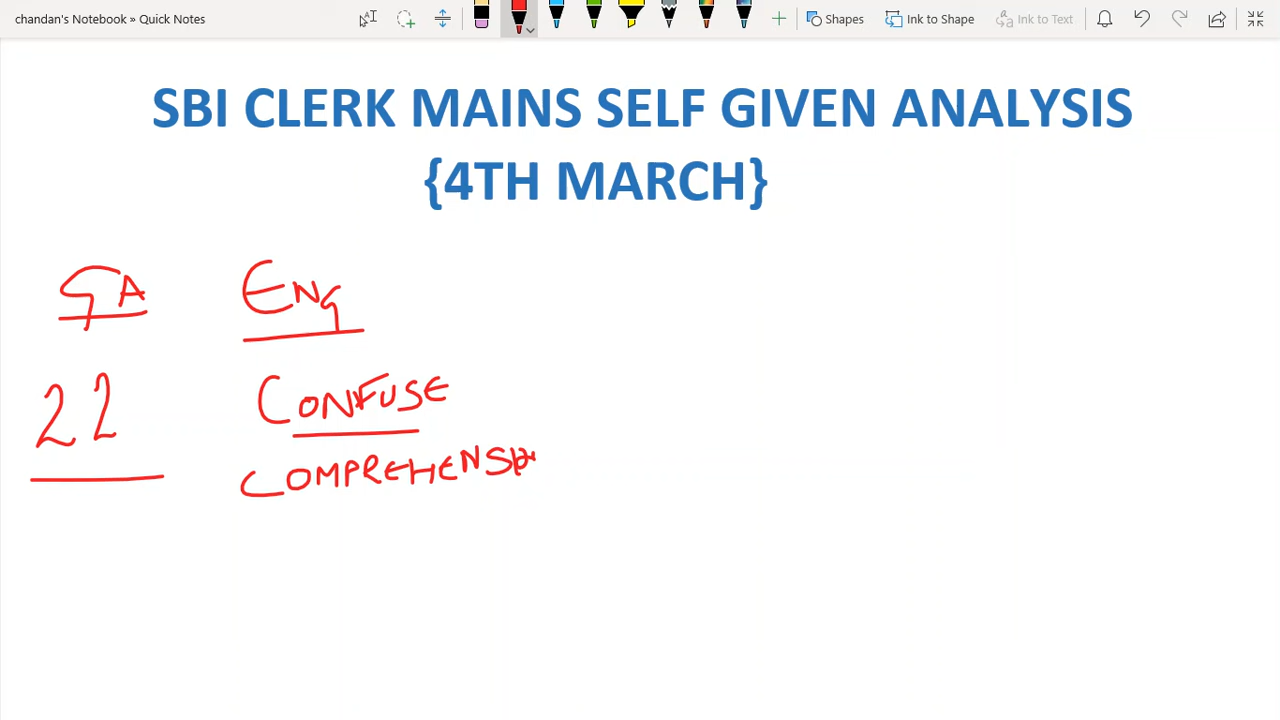 chandan's Notebook » Quick Notes
Shapes
Ink to Shape
Ink to Text
SBI CLERK MAINS SELF GIVEN ANALYSIS
{4TH MARCH}
GA ENG
22 CONFUSE